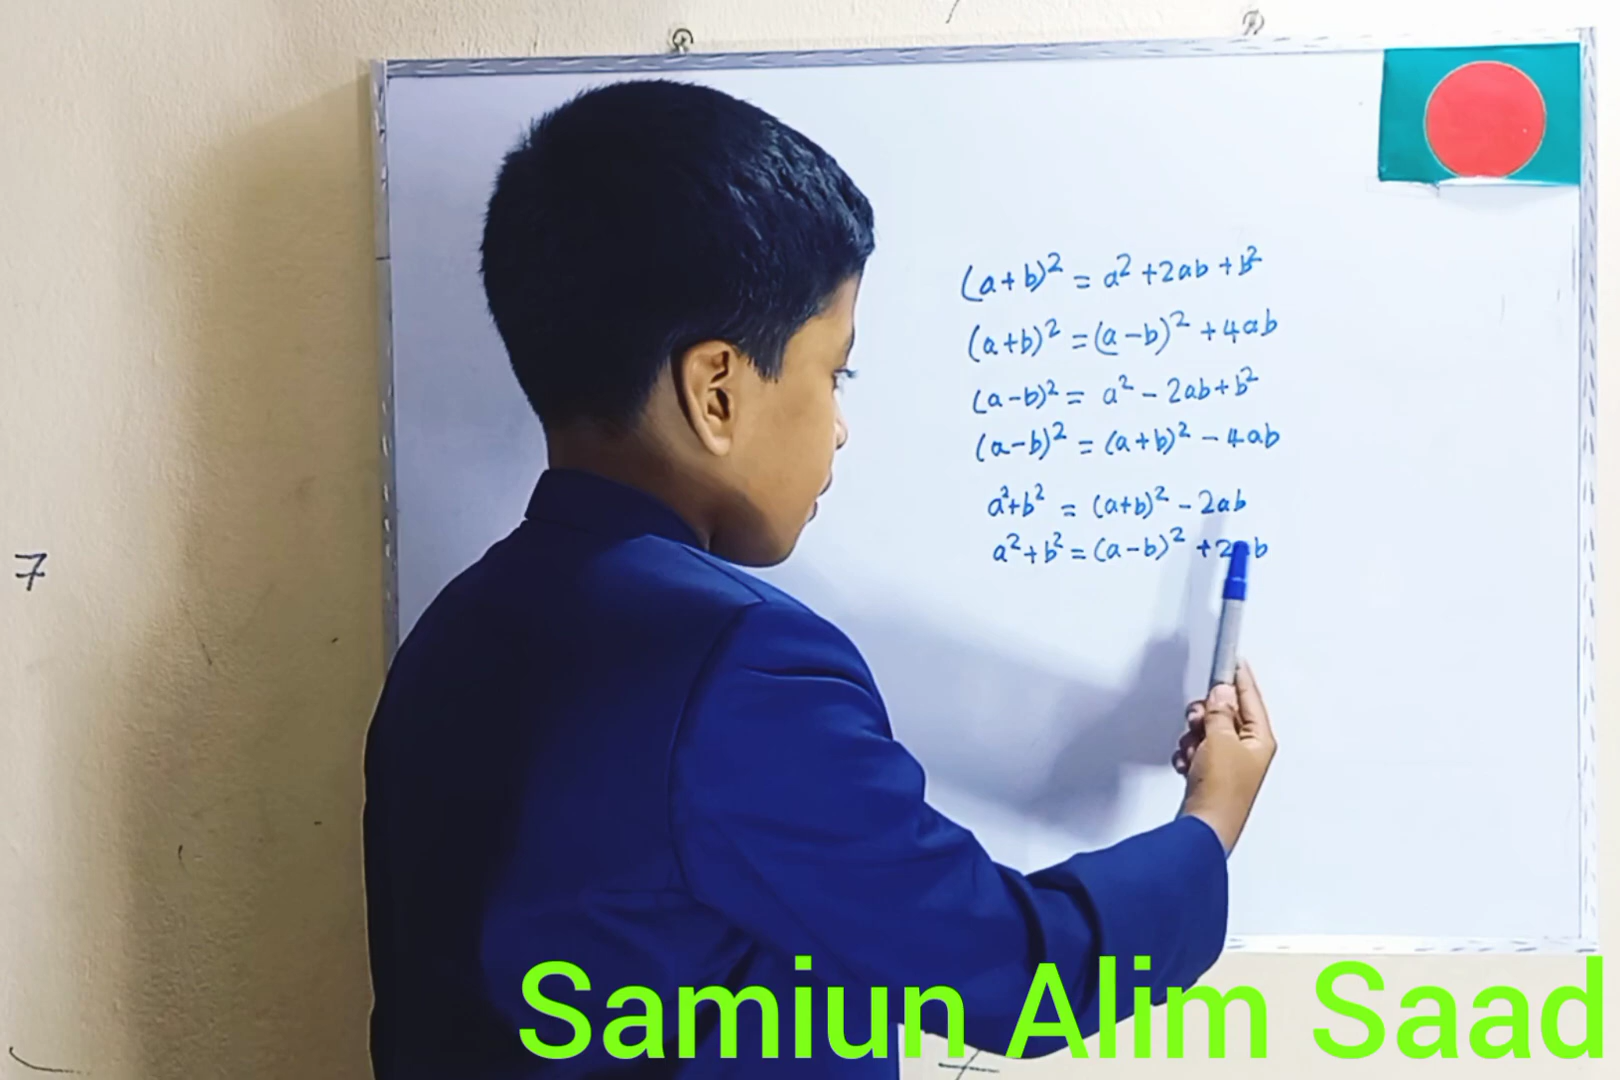 (a+b)² = a² +2ab +b²
(a+b)² = (a-b)² +4ab
(a-b)² = a² - 2ab+b²
(a-b)² = (a+b)² - 4ab
a²+b² = (a+b)² - 2ab
a²+b² = (a-b)² +2ab
7
Samiun Alim Saad